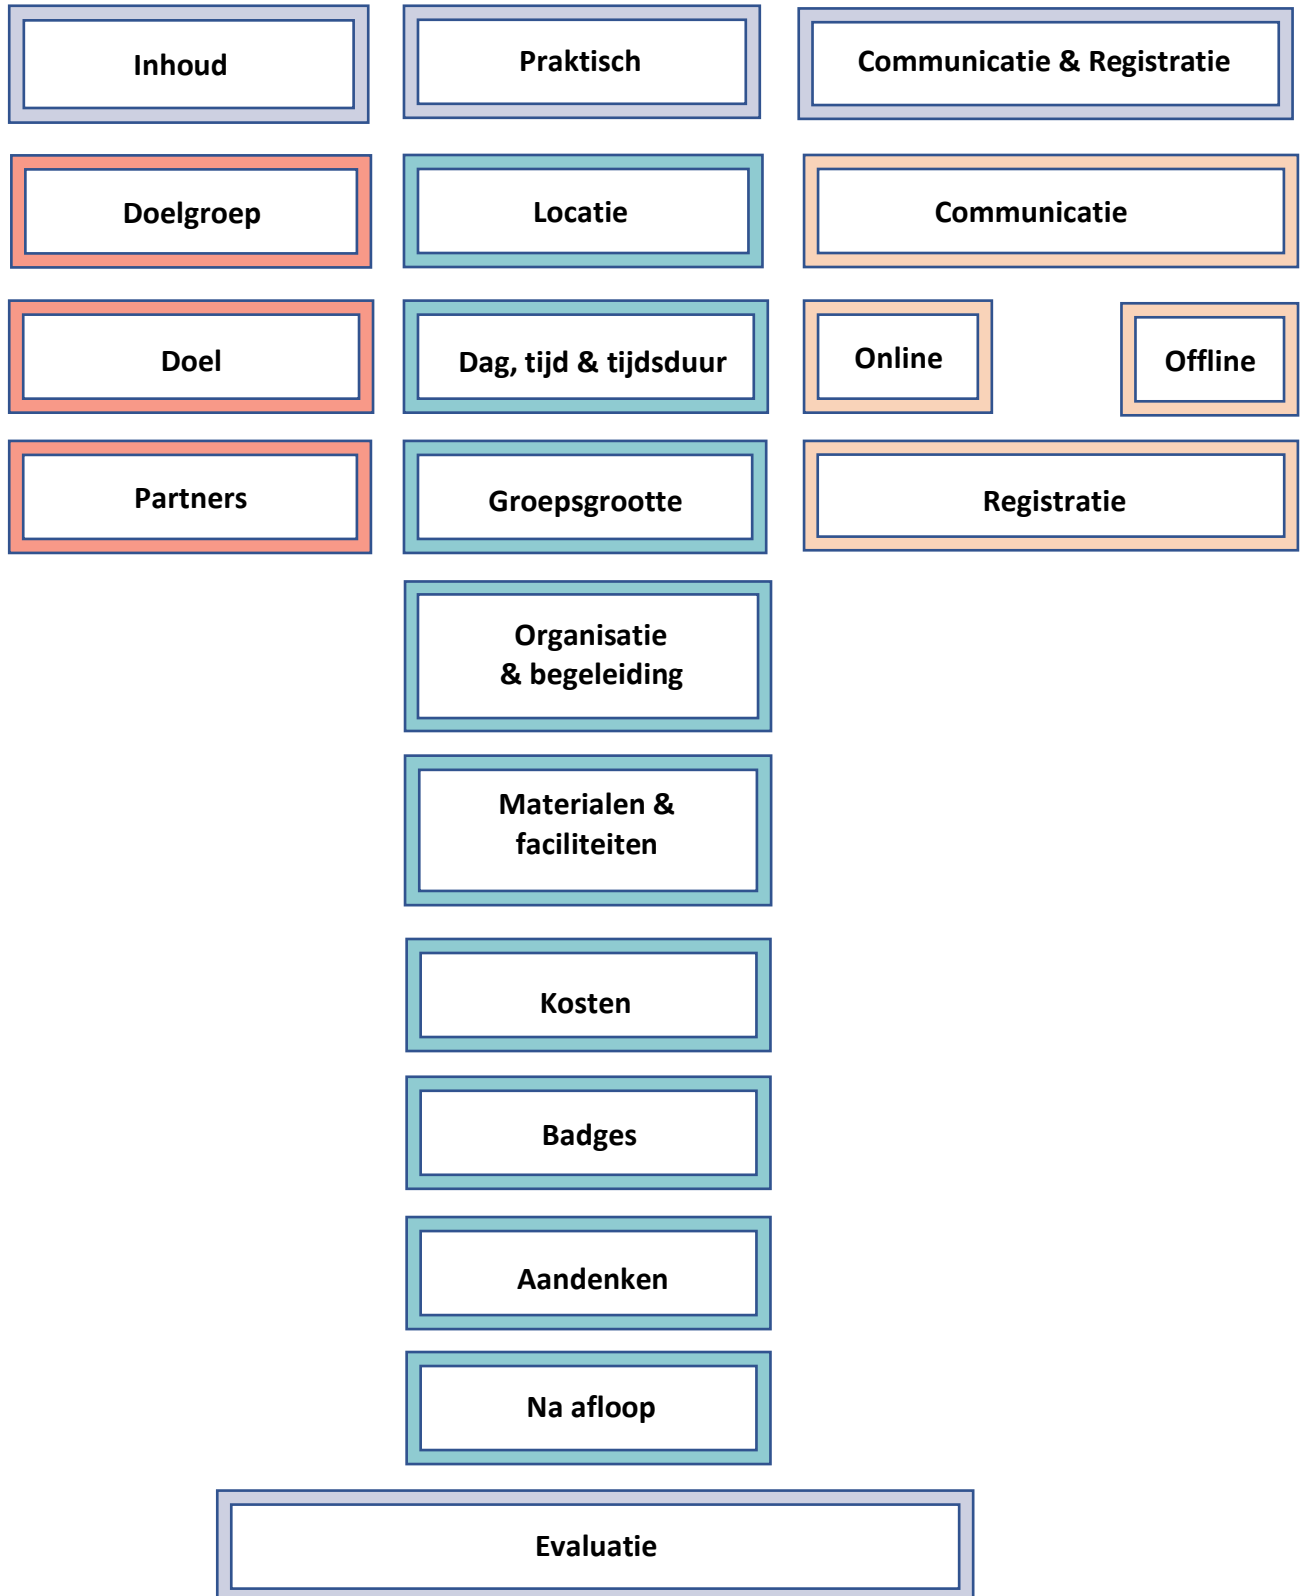 Inhoud
Praktisch
Communicatie & Registratie
Doelgroep
Locatie
Communicatie
Doel
Dag, tijd & tijdsduur
Online
Offline
Partners
Groepsgrootte
Registratie
Organisatie
& begeleiding
Materialen &
faciliteiten
Kosten
Badges
Aandenken
Na afloop
Evaluatie